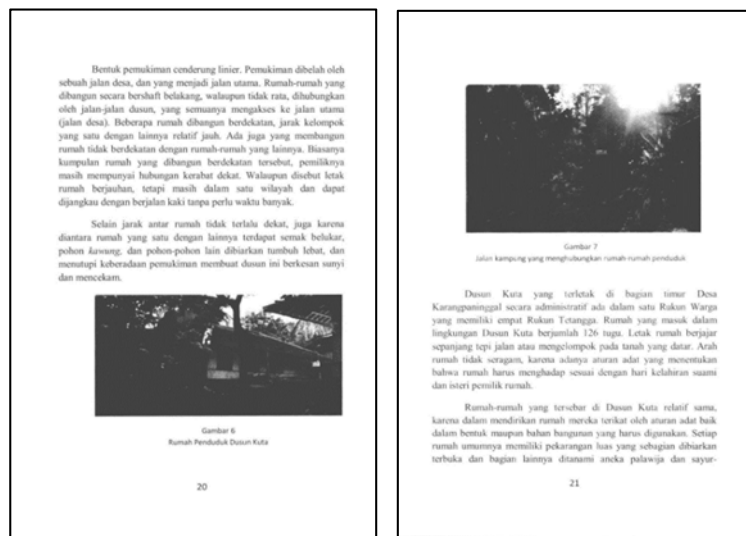 Bentuk pemukiman cenderung linier. Pemukiman dibelah oleh
sebuah jalan desa, dan yang menjadi jalan utama. Rumah-rumah yang
dibangun secara bershaft belakang, walaupun tidak rata, dihubungkan
oleh jalan-jalan dusun, yang semuanya mengakses ke jalan utama
(jalan desa). Beberapa rumah dibangun berdekatan, jarak kelompok
yang satu dengan lainnya relatif jauh. Ada juga yang membangun
rumah tidak berdekatan dengan rumah-rumah yang lainnya. Biasanya
kumpulan rumah yang dibangun berdekatan tersebut, pemiliknya
masih mempunyai hubungan kerabat dekat. Walaupun disebut letak
rumah berjauhan, tetapi masih dalam satu wilayah dan dapat
dijangkau dengan berjalan kaki tanpa perlu waktu banyak.
Selain jarak antar rumah tidak terlalu dekat, juga karena
diantara rumah yang satu dengan lainnya terdapat semak belukar,
pohon kawung, dan pohon-pohon lain dibiarkan tumbuh lebat, dan
menutupi keberadaan pemukiman membuat dusun ini berkesan sunyi
dan mencekam.
Gambar 6
Rumah Penduduk Dusun Kuta
20
Gambar 7
Jalan kampung yang menghubungkan rumah-rumah penduduk
Dusun Kuta yang terletak di bagian timur Desa
Karangpaninggal secara administratif ada dalam satu Rukun Warga
yang memiliki empat Rukun Tetangga. Rumah yang masuk dalam
lingkungan Dusun Kuta berjumlah 126 tugu. Letak rumah berjajar
sepanjang tepi jalan atau mengelompok pada tanah yang datar. Arah
rumah tidak seragam, karena adanya aturan adat yang menentukan
bahwa rumah harus menghadap sesuai dengan hari kelahiran suami
dan isteri pemilik rumah.
Rumah-rumah yang tersebar di Dusun Kuta relatif sama,
karena dalam mendirikan rumah mereka terikat oleh aturan adat baik
dalam bentuk maupun bahan bangunan yang harus digunakan. Setiap
rumah umumnya memiliki pekarangan luas yang sebagian dibiarkan
terbuka dan bagian lainnya ditanami aneka palawija dan sayur-
21